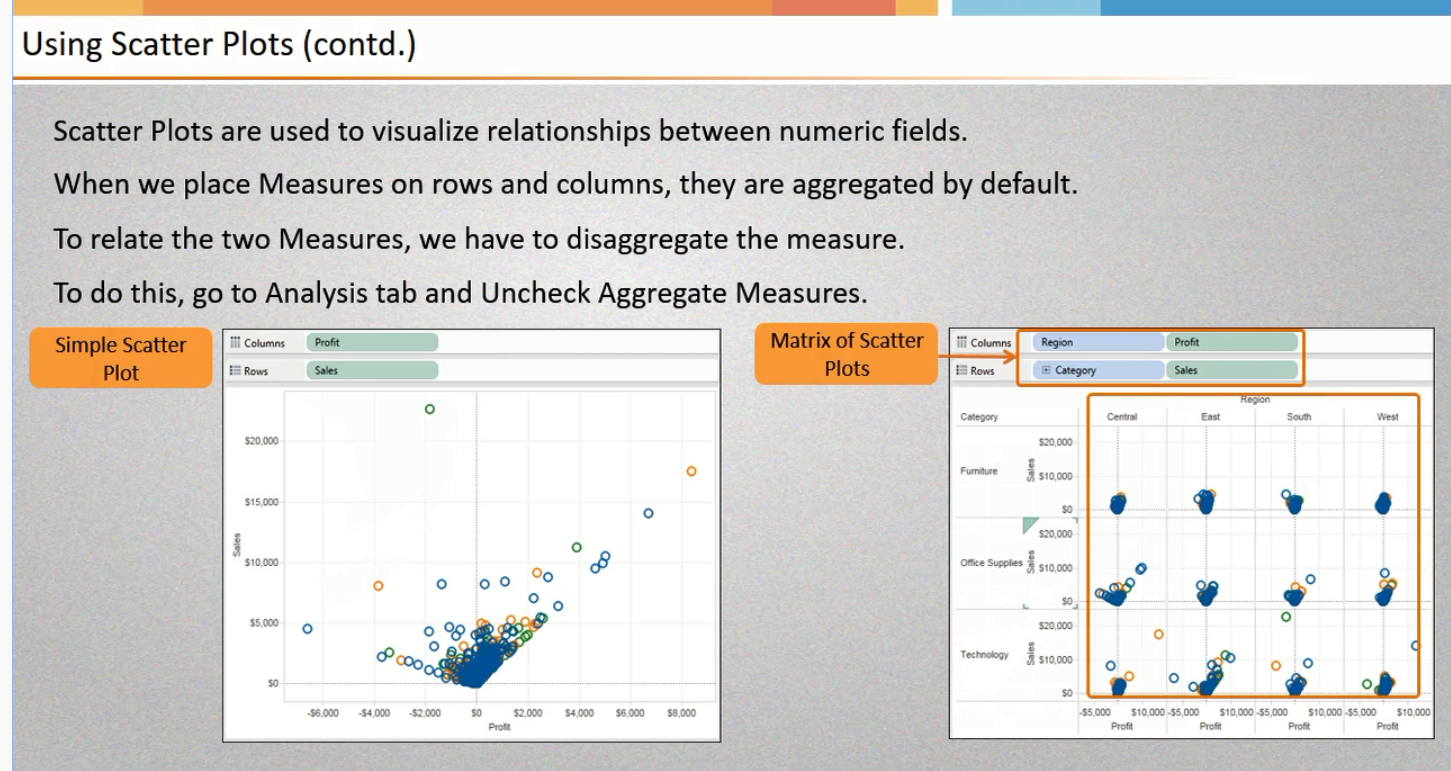 Using Scatter Plots (contd.)
Scatter Plots are used to visualize relationships between numeric fields.
When we place Measures on rows and columns, they are aggregated by default.
To relate the two Measures, we have to disaggregate the measure.
To do this, go to Analysis tab and Uncheck Aggregate Measures.
Simple Scatter
Plot
Columns Profit
Rows Sales
$20,000
$15,000
$10,000
$5,000
$0
Sales
-$6,000 -$4,000 -$2,000 $0 $2,000 $4,000 $6,000 $8,000
Profit
Matrix of Scatter
Plots
Columns Region Profit
Rows Category Sales
Region
Category Central East South West
Furniture
Sales
$20,000
$10,000
$0
Office Supplies
Sales
$20,000
$10,000
$0
Technology
Sales
$20,000
$10,000
$0
-$5,000 $10,000 -$5,000 $10,000 -$5,000 $10,000 -$5,000 $10,000
Profit Profit Profit Profit